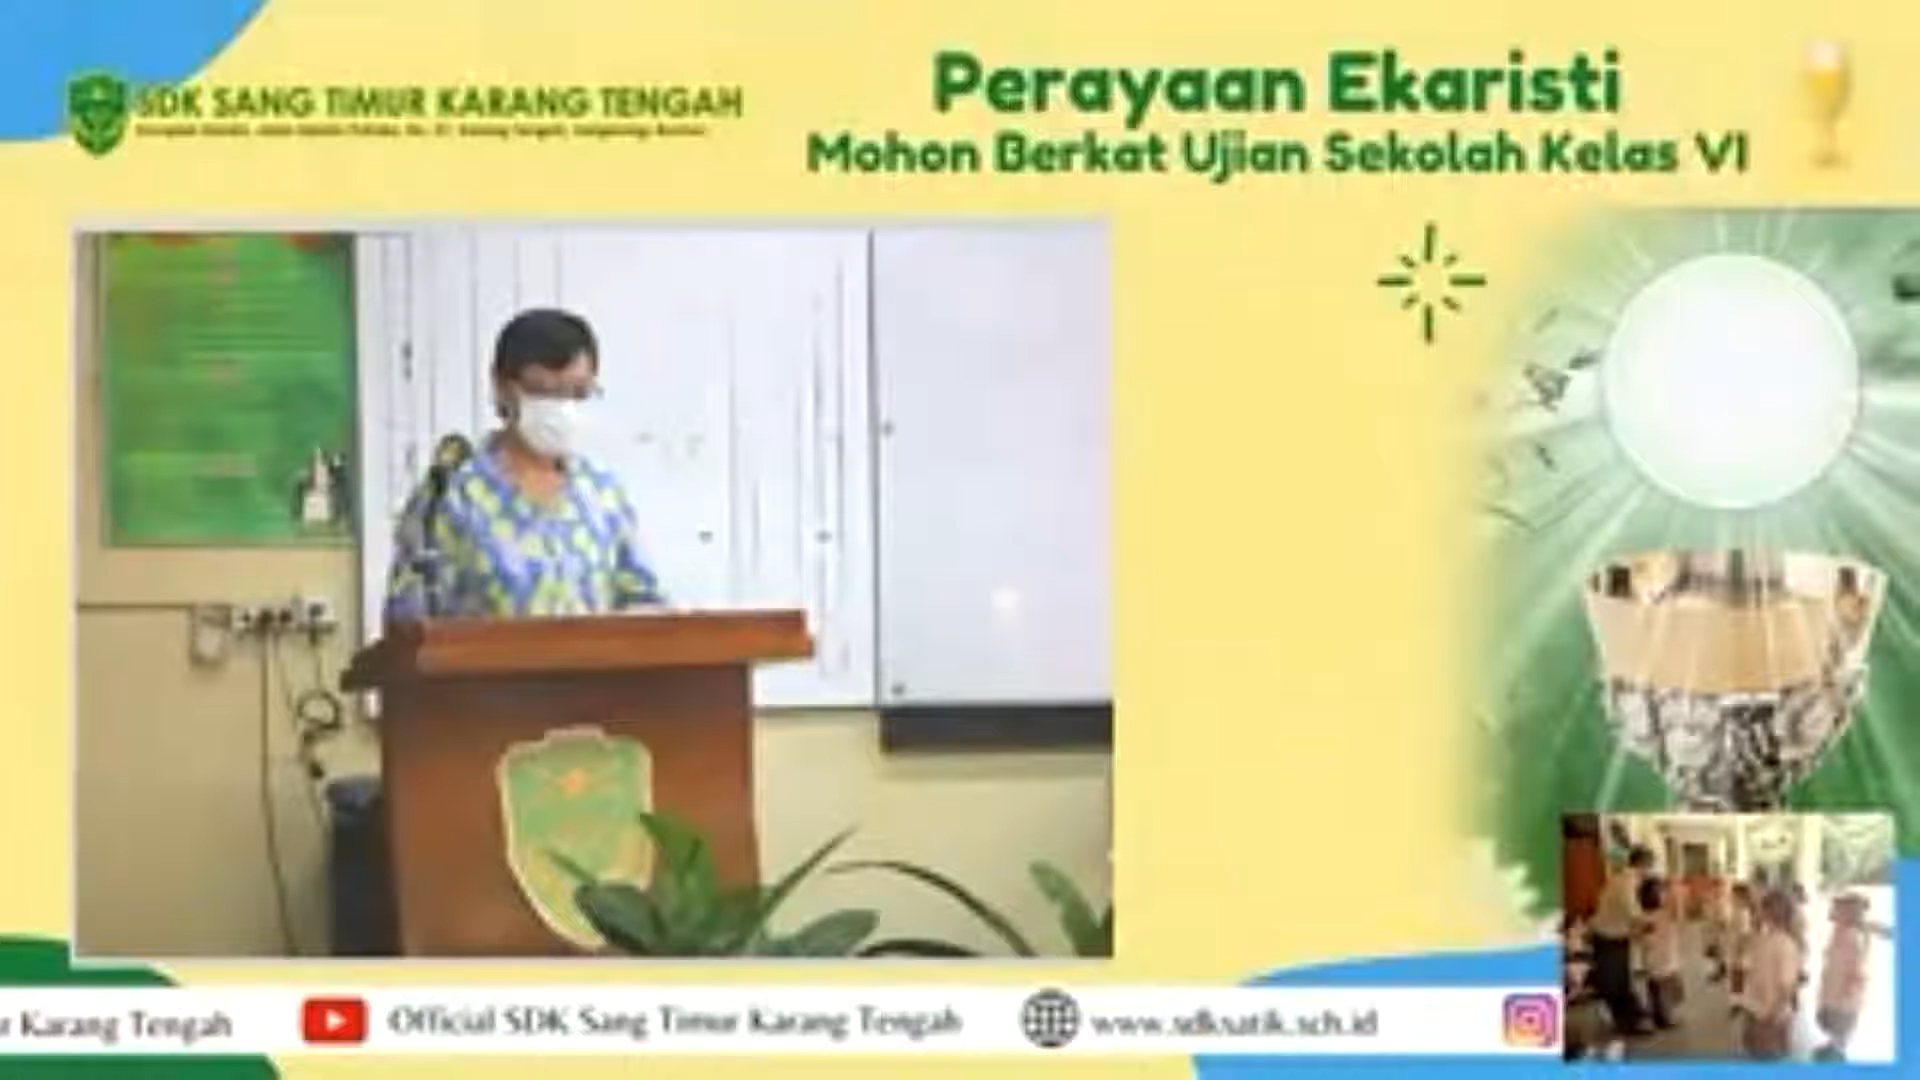 SDK SANG TIMUR KARANG TENGAH
Perayaan Ekaristi
Mohon Berkat Ujian Sekolah Kelas VI
Karang Tengah
Official SDK Sang Timur Karang Tengah
www.sdksatik.sch.id